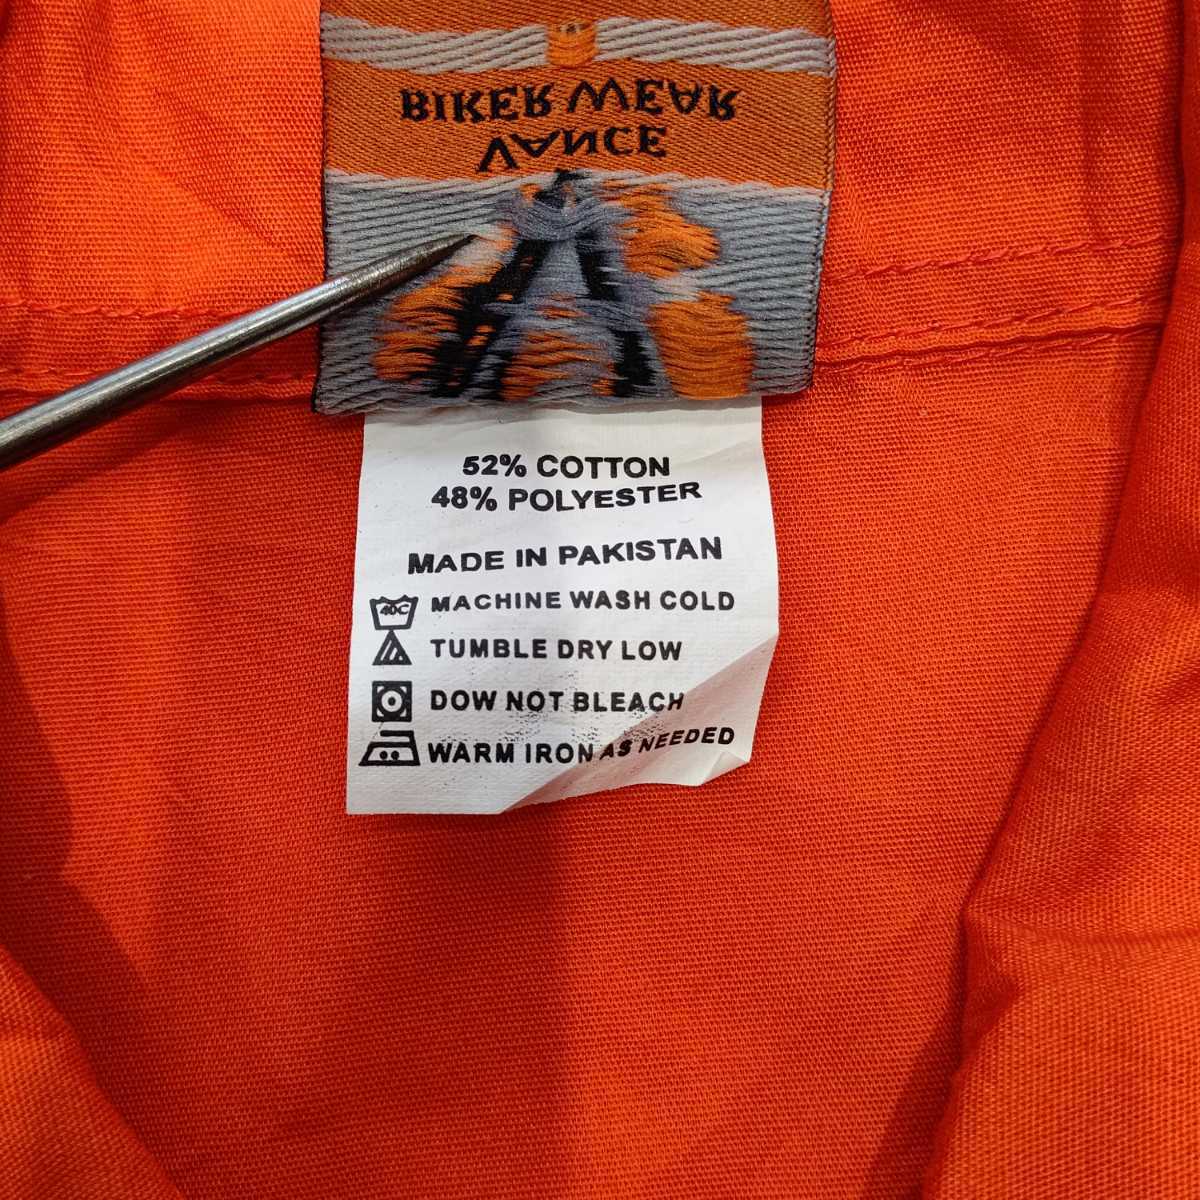 BIKER WEAR
VANCE
52% COTTON
48% POLYESTER
MADE IN PAKISTAN
40C MACHINE WASH COLD
TUMBLE DRY LOW
DOW NOT BLEACH
WARM IRON AS NEEDED